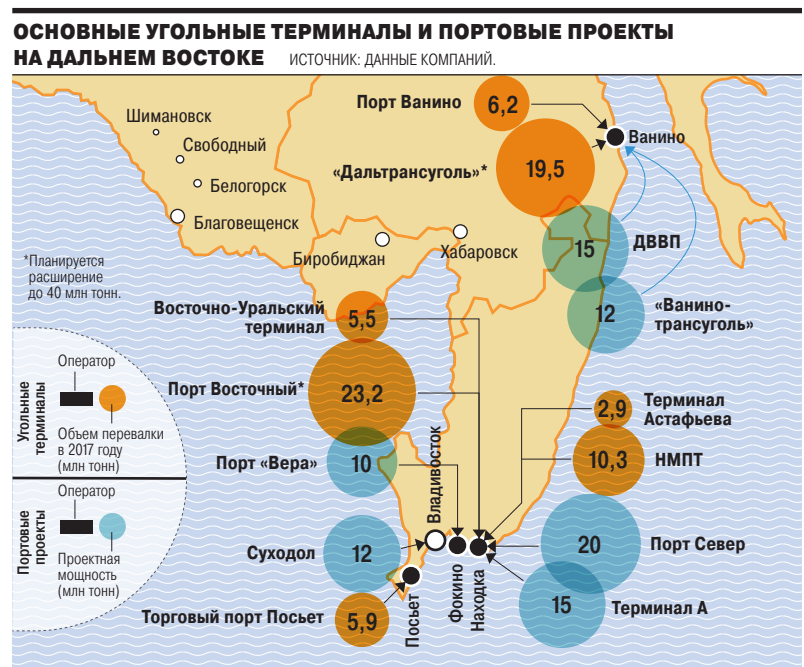 ОСНОВНЫЕ УГОЛЬНЫЕ ТЕРМИНАЛЫ И ПОРТОВЫЕ ПРОЕКТЫ
НА ДАЛЬНЕМ ВОСТОКЕ ИСТОЧНИК: ДАННЫЕ КОМПАНИЙ.
Порт Ванино
6,2
Шимановск
Свободный
Ванино
«Дальтрансуголь»*
19,5
Белогорск
Благовещенск
15
ДВВП
Хабаровск
Биробиджан
*Планируется
расширение
до 40 млн тонн.
Восточно-Уральский
терминал
5,5
12
«Ванино-
трансуголь»
Угольные
терминалы
Оператор
Объем перевалки
в 2017 году
(млн тонн)
Порт Восточный*
23,2
2,9
Терминал
Астафьева
10,3
НМПТ
Порт «Вера»
10
Владивосток
Портовые
проекты
Оператор
Проектная
мощность
(млн тонн)
Суходол
12
20
Порт Север
Фокино
Находка
15
Терминал А
Торговый порт Посьет
5,9
Посьет